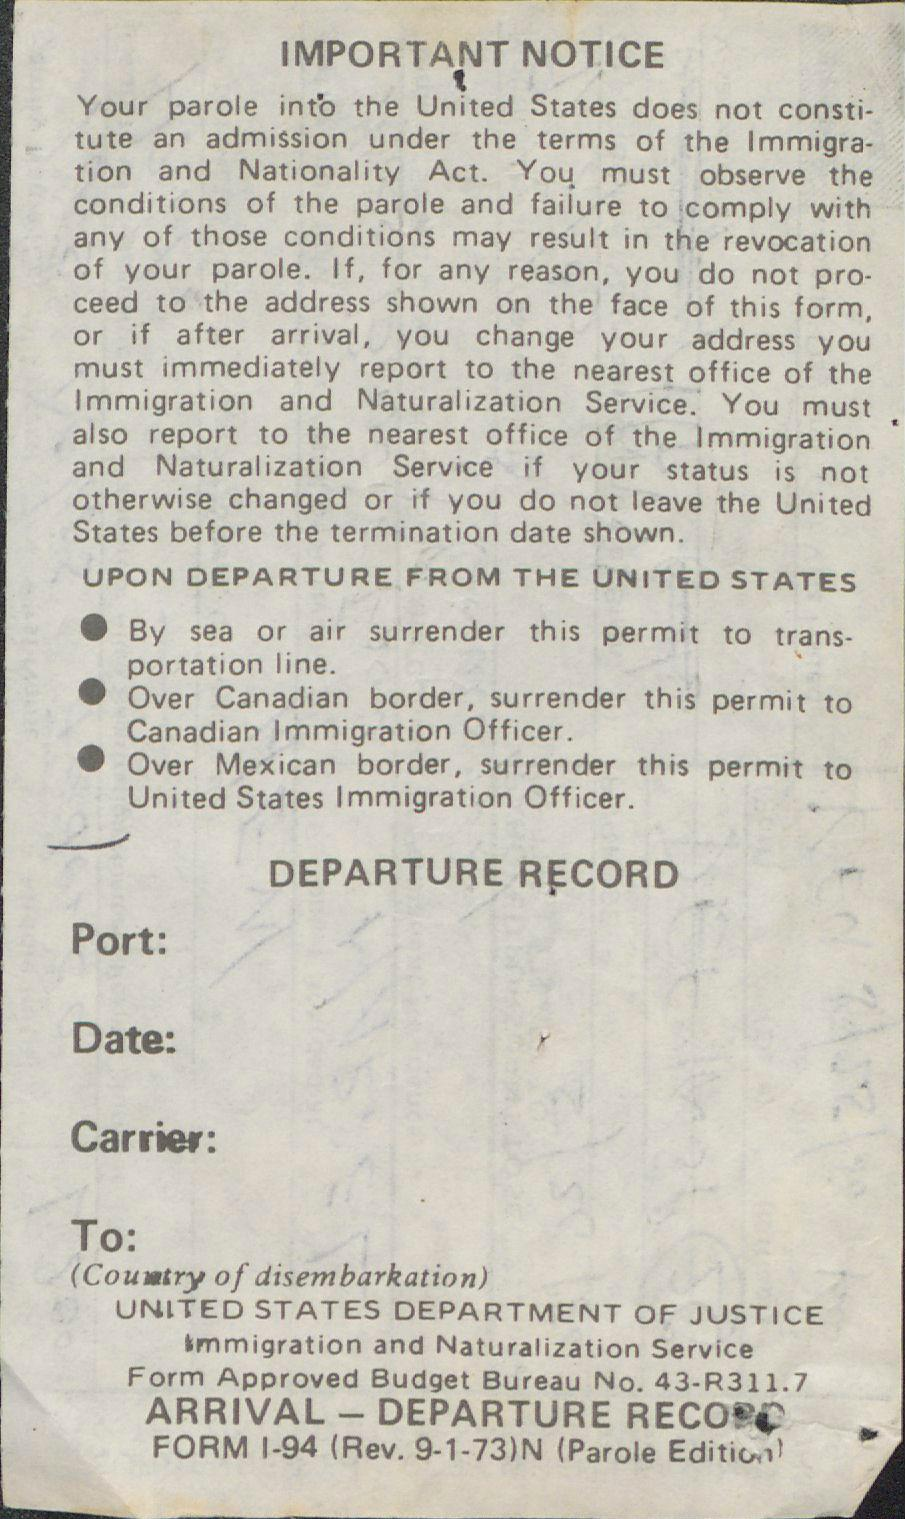 IMPORTANT NOTICE
Your parole into the United States does not consti-
tute an admission under the terms of the Immigra-
tion and Nationality Act. You must observe the
conditions of the parole and failure to comply with
any of those conditions may result in the revocation
of your parole. If, for any reason, you do not pro-
ceed to the address shown on the face of this form,
or if after arrival, you change your address you
must immediately report to the nearest office of the
Immigration and Naturalization Service. You must
also report to the nearest office of the Immigration
and Naturalization Service if your status is not
otherwise changed or if you do not leave the United
States before the termination date shown.
UPON DEPARTURE FROM THE UNITED STATES
● By sea or air surrender this permit to trans-
portation line.
● Over Canadian border, surrender this permit to
Canadian Immigration Officer.
● Over Mexican border, surrender this permit to
United States Immigration Officer.
DEPARTURE RECORD
Port:
Date:
Carrier:
To:
(Country of disembarkation)
UNITED STATES DEPARTMENT OF JUSTICE
Immigration and Naturalization Service
Form Approved Budget Bureau No. 43-R311.7
ARRIVAL — DEPARTURE RECORD
FORM I-94 (Rev. 9-1-73)N (Parole Edition)